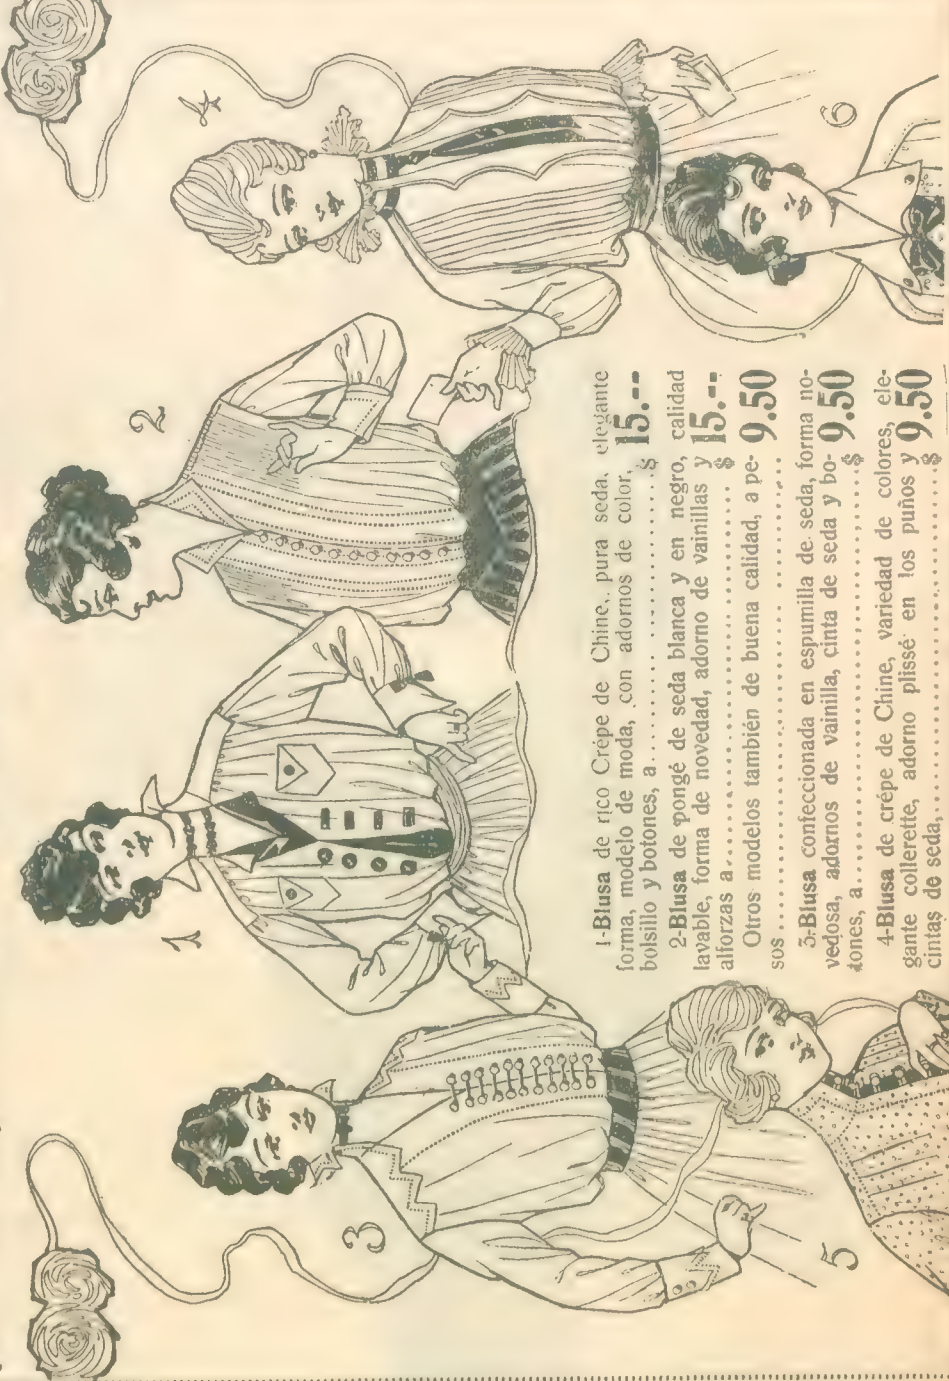 4
2
1
3
6
5
1-Blusa de rico Crépe de Chine, pura seda, elegante
forma, modelo de moda, con adornos de color,
bolsillo y botones, a..........................$ 15.--
2-Blusa de pongé de seda blanca y en negro, calidad
lavable, forma de novedad, adorno de vainillas y
alforzas a..............................$ 15.--
Otros modelos también de buena calidad, a pe-
sos.............................. 9.50
3-Blusa confeccionada en espumilla de seda, forma no-
vedosa, adornos de vainilla, cinta de seda y bo-
tones, a..............................$ 9.50
4-Blusa de crépe de Chine, variedad de colores, ele-
gante collerette, adorno plissé en los puños y
cintas de seda,..............................$ 9.50